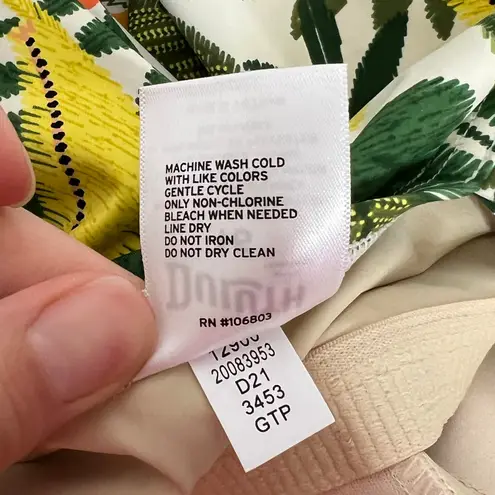 MACHINE WASH COLD
WITH LIKE COLORS
GENTLE CYCLE
ONLY NON-CHLORINE
BLEACH WHEN NEEDED
LINE DRY
DO NOT IRON
DO NOT DRY CLEAN
RN #106803
20083953
D21
3453
GTP